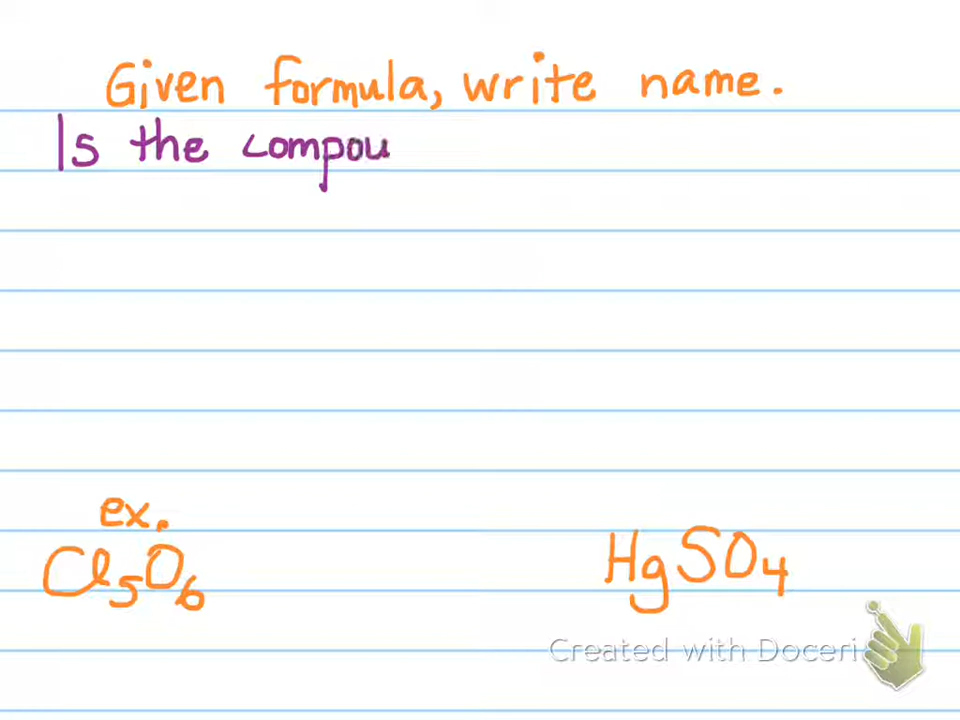 Given formula, write name.
Is the compou
ex.
Cl5O6
HgSO4
Created with Doceri